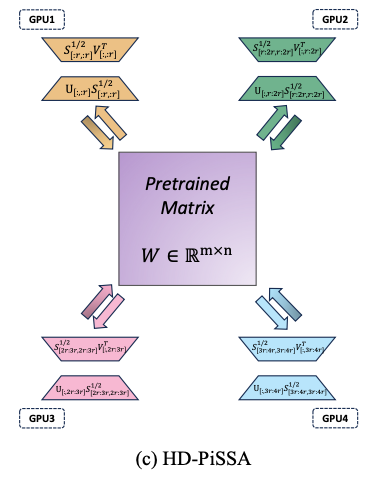 GPU1
GPU2
S^{1/2}_{[:r,:r]}V^T_{[:,:r]}
S^{1/2}_{[r:2r,r:2r]}V^T_{[:,r:2r]}
U_{[:,:r]}S^{1/2}_{[:r,:r]}
U_{[:,r:2r]}S^{1/2}_{[r:2r,r:2r]}
Pretrained
Matrix
W ∈ ℝ^{m×n}
S^{1/2}_{[2r:3r,2r:3r]}V^T_{[:,2r:3r]}
S^{1/2}_{[3r:4r,3r:4r]}V^T_{[:,3r:4r]}
U_{[:,2r:3r]}S^{1/2}_{[2r:3r,2r:3r]}
U_{[:,3r:4r]}S^{1/2}_{[3r:4r,3r:4r]}
GPU3
GPU4
(c) HD-PiSSA